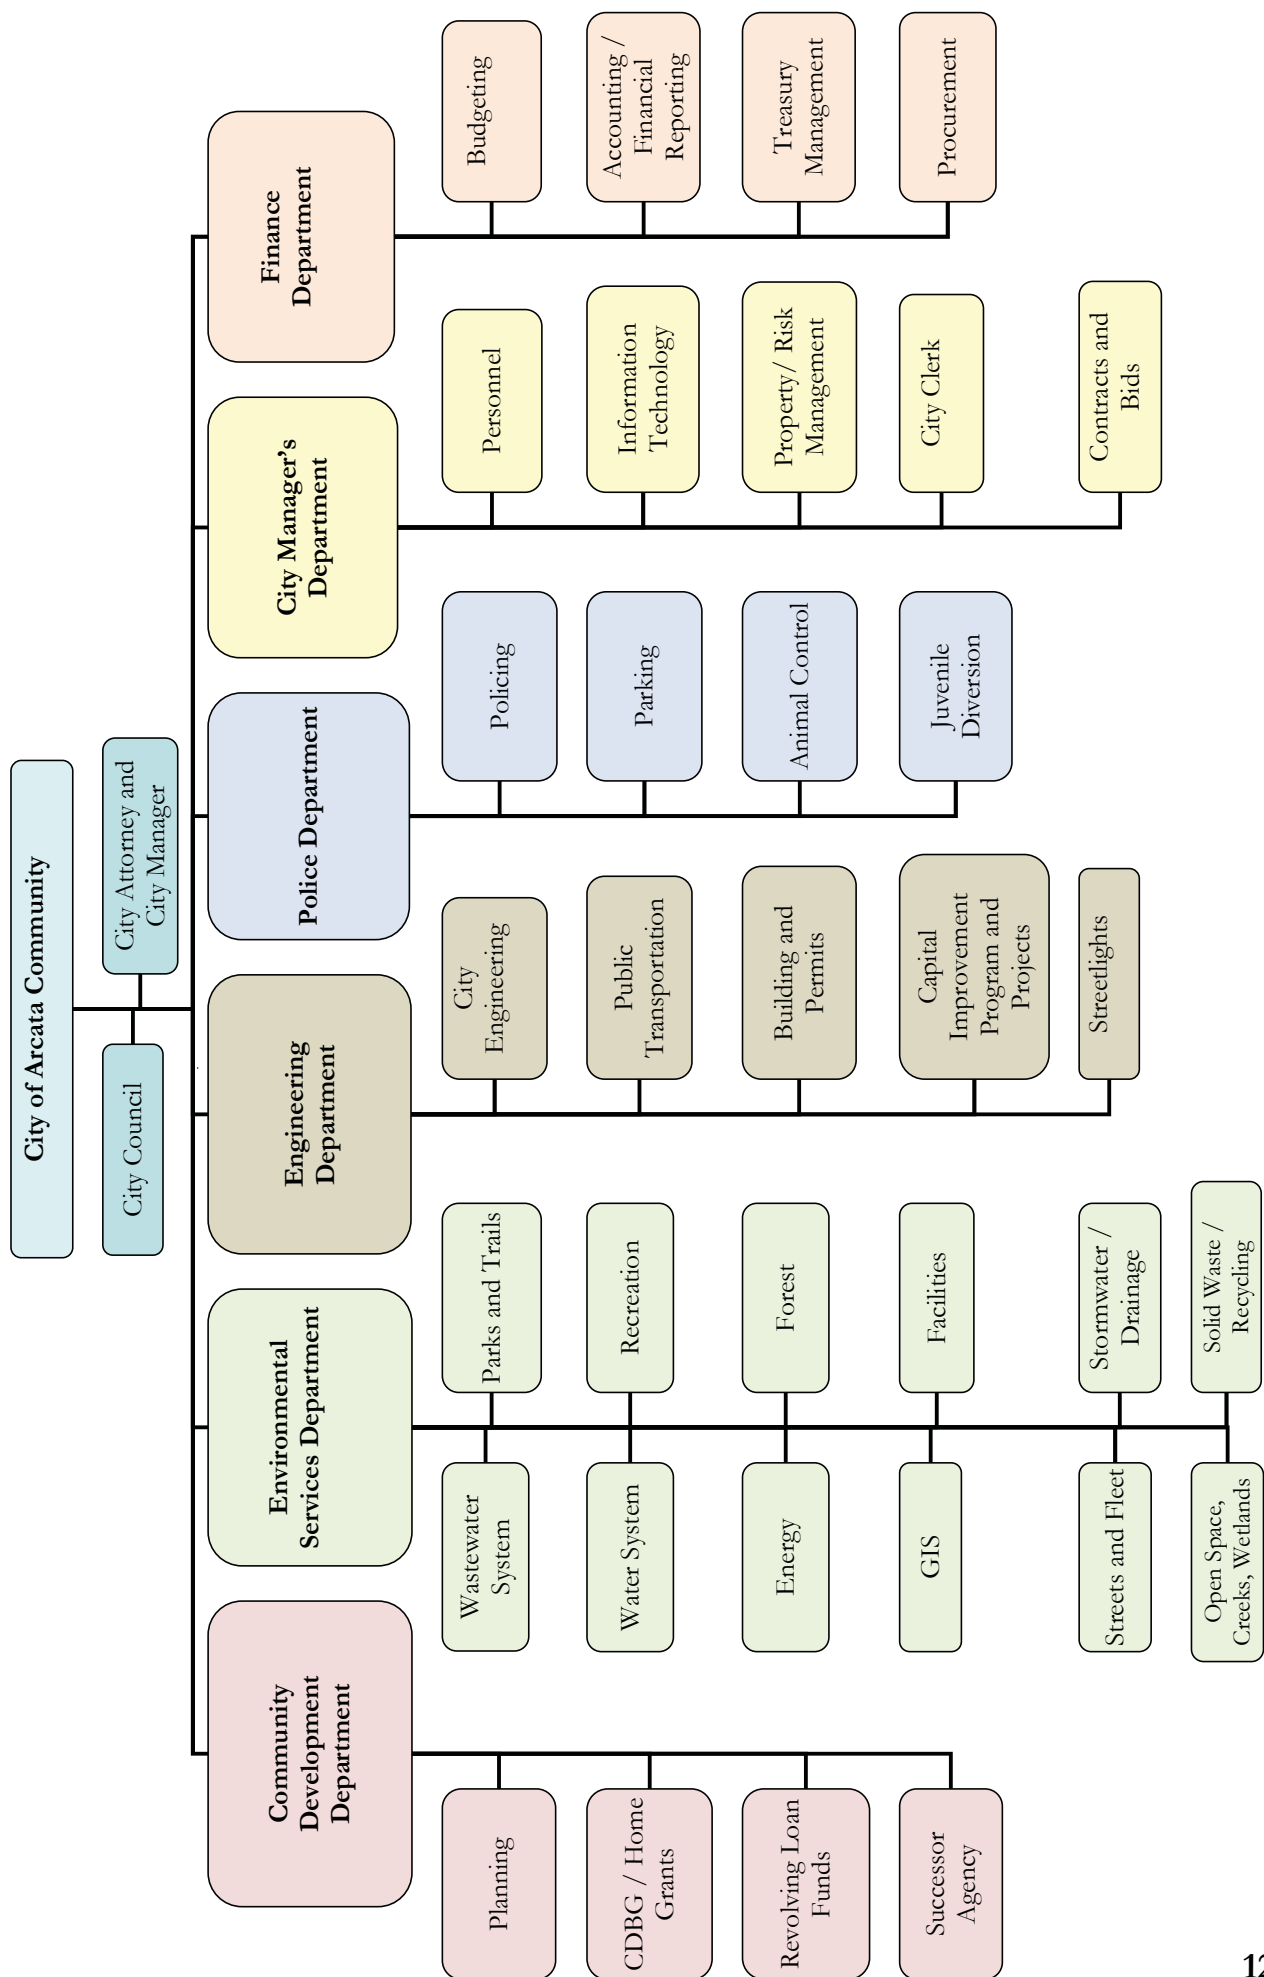 City of Arcata Community
City Council
City Attorney and
City Manager
Community
Development
Department
Planning
CDBG / Home
Grants
Revolving Loan
Funds
Successor
Agency
Environmental
Services Department
Wastewater
System
Water System
Energy
GIS
Streets and Fleet
Open Space,
Creeks, Wetlands
Parks and Trails
Recreation
Forest
Facilities
Stormwater /
Drainage
Solid Waste /
Recycling
Engineering
Department
City
Engineering
Public
Transportation
Building and
Permits
Capital
Improvement
Program and
Projects
Streetlights
Police Department
Policing
Parking
Animal Control
Juvenile
Diversion
City Manager’s
Department
Personnel
Information
Technology
Property/ Risk
Management
City Clerk
Contracts and
Bids
Finance
Department
Budgeting
Accounting /
Financial
Reporting
Treasury
Management
Procurement
12